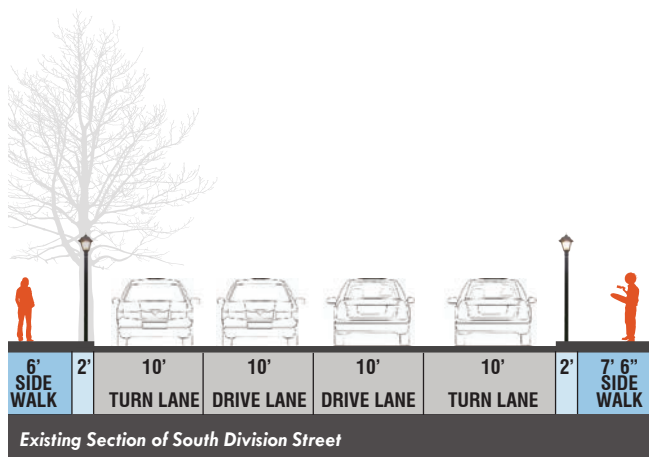 6’
SIDE
WALK
2’
10’
TURN LANE
10’
DRIVE LANE
10’
DRIVE LANE
10’
TURN LANE
2’
7’ 6”
SIDE
WALK
Existing Section of South Division Street